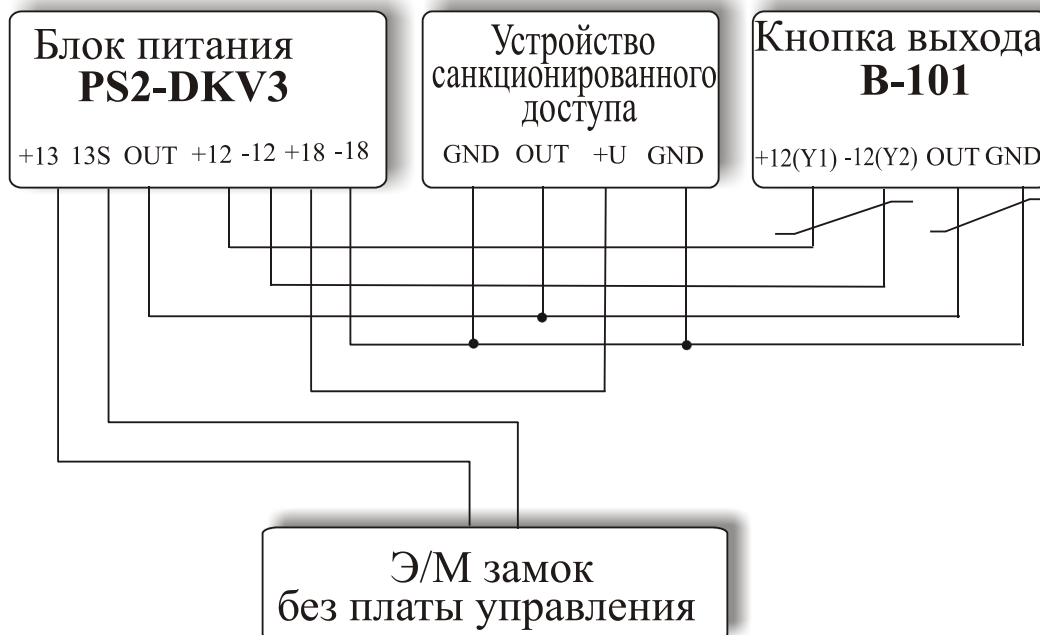 Блок питания
PS2-DKV3
+13 13S OUT +12 -12 +18 -18
Устройство
санкционированного
доступа
GND OUT +U GND
Кнопка выхода
B-101
+12(Y1) -12(Y2) OUT GND
Э/М замок
без платы управления